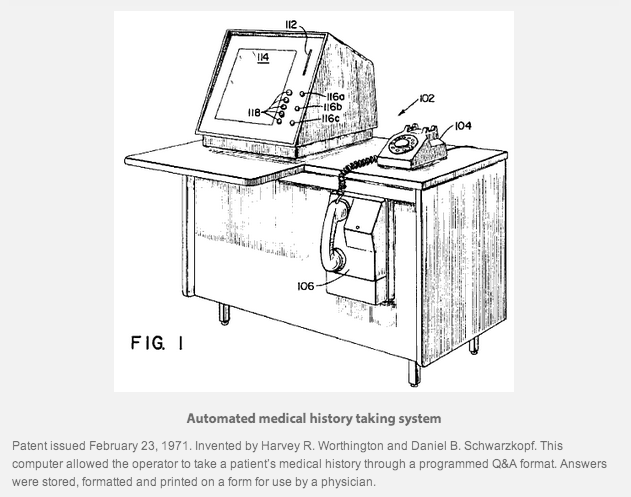 112
114
116a
118
116b
116c
102
104
106
FIG. 1
Automated medical history taking system
Patent issued February 23, 1971. Invented by Harvey R. Worthington and Daniel B. Schwarzkopf. This
computer allowed the operator to take a patient's medical history through a programmed Q&A format. Answers
were stored, formatted and printed on a form for use by a physician.